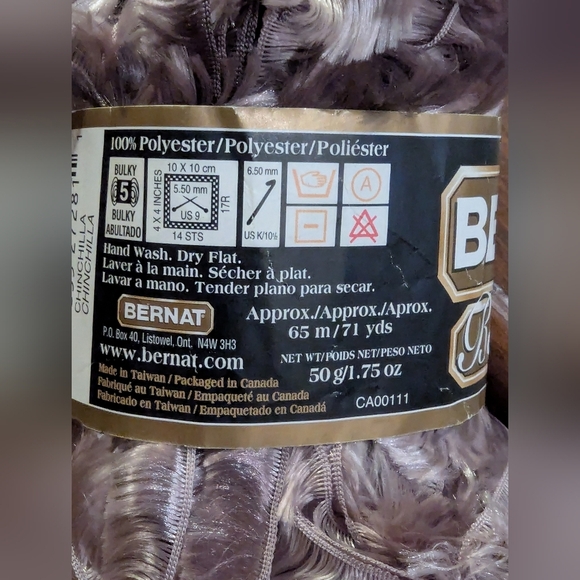 100% Polyester/Polyester/Poliéster
BULKY
5
BULKY
ABULTADO
10 X 10 cm
4 X 4 INCHES
5.50 mm
US 9
17R
14 STS
6.50 mm
US K/10½
A
Hand Wash. Dry Flat.
Laver à la main. Sécher à plat.
Lavar a mano. Tender plano para secar.
BERNAT
P.O. Box 40, Listowel, Ont. N4W 3H3
www.bernat.com
Approx./Approx./Aprox.
65 m/71 yds
NET WT/POIDS NET/PESO NETO
50 g/1.75 oz
CA00111
Made in Taiwan / Packaged in Canada
Fabriqué au Taiwan / Empaqueté au Canada
Fabricado en Taiwan / Empaquetado en Canadá
CHINCHILLA
CHINCHILLA
BE
B